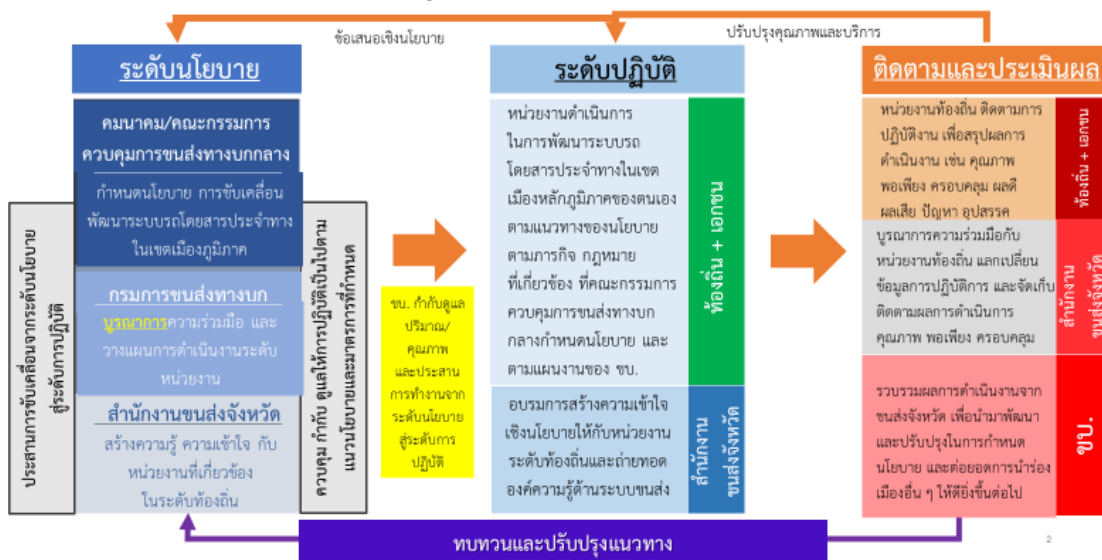 ข้อเสนอเชิงนโยบาย
ปรับปรุงคุณภาพและบริการ
ระดับนโยบาย
คมนาคม/คณะกรรมการ
ควบคุมการขนส่งทางบกกลาง
กำหนดนโยบาย การขับเคลื่อน
พัฒนาระบบรถโดยสารประจำทาง
ในเขตเมืองภูมิภาค
กรมการขนส่งทางบก
บูรณาการความร่วมมือ และ
วางแผนการดำเนินงานระดับ
หน่วยงาน
สำนักงานขนส่งจังหวัด
สร้างความรู้ ความเข้าใจ กับ
หน่วยงานที่เกี่ยวข้อง
ในระดับท้องถิ่น
ประสานการขับเคลื่อนจากระดับนโยบาย
สู่ระดับการปฏิบัติ
ควบคุม กำกับ ดูแลให้การปฏิบัติเป็นไปตาม
แนวนโยบายและมาตรการที่กำหนด
ขบ. กำกับดูแล
ปริมาณ/
คุณภาพ
และประสาน
การทำงานจาก
ระดับนโยบาย
สู่ระดับการ
ปฏิบัติ
ระดับปฏิบัติ
หน่วยงานดำเนินการ
ในการพัฒนาระบบรถ
โดยสารประจำทางในเขต
เมืองหลักภูมิภาคของตนเอง
ตามแนวทางของนโยบาย
ตามภารกิจ กฎหมาย
ที่เกี่ยวข้อง ที่คณะกรรมการ
ควบคุมการขนส่งทางบก
กลางกำหนดนโยบาย และ
ตามแผนงานของ ขบ.
ท้องถิ่น + เอกชน
อบรมการสร้างความเข้าใจ
เชิงนโยบายให้กับหน่วยงาน
ระดับท้องถิ่นและถ่ายทอด
องค์ความรู้ด้านระบบขนส่ง
สำนักงาน
ขนส่งจังหวัด
ติดตามและประเมินผล
หน่วยงานท้องถิ่น ติดตามการ
ปฏิบัติงาน เพื่อสรุปผลการ
ดำเนินงาน เช่น คุณภาพ
พอเพียง ครอบคลุม ผลดี
ผลเสีย ปัญหา อุปสรรค
ท้องถิ่น + เอกชน
บูรณาการความร่วมมือกับ
หน่วยงานท้องถิ่น แลกเปลี่ยน
ข้อมูลการปฏิบัติการ และจัดเก็บ
ติดตามผลการดำเนินการ
คุณภาพ พอเพียง ครอบคลุม
สำนักงาน
ขนส่งจังหวัด
รวบรวมผลการดำเนินงานจาก
ขนส่งจังหวัด เพื่อนำมาพัฒนา
และปรับปรุงในการกำหนด
นโยบาย และต่อยอดการนำร่อง
เมืองอื่น ๆ ให้ดียิ่งขึ้นต่อไป
ขบ.
ทบทวนและปรับปรุงแนวทาง
2